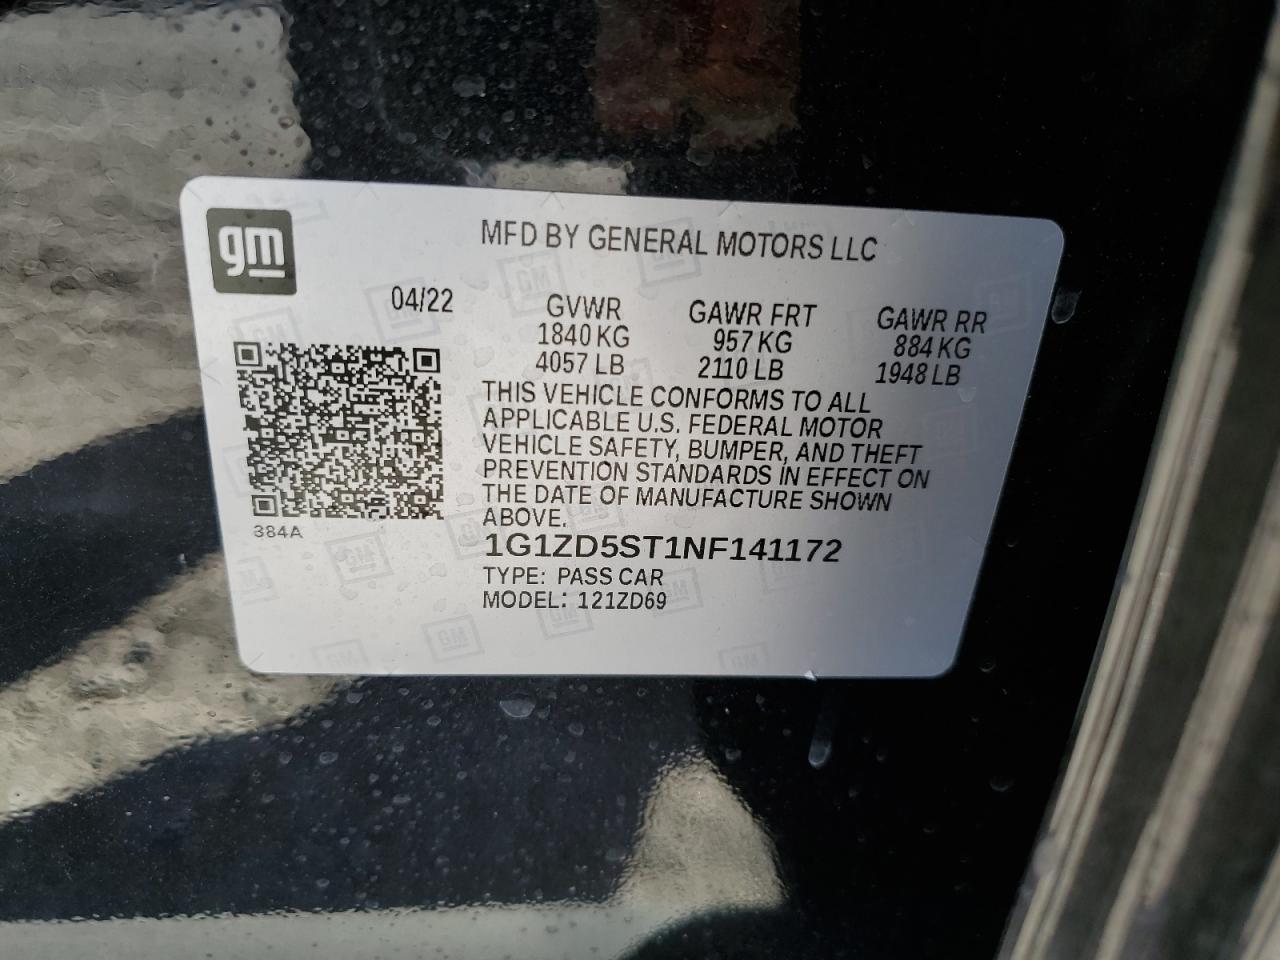 gm
MFD BY GENERAL MOTORS LLC
04/22
GVWR GAWR FRT GAWR RR
1840 KG 957 KG 884 KG
4057 LB 2110 LB 1948 LB
THIS VEHICLE CONFORMS TO ALL
APPLICABLE U.S. FEDERAL MOTOR
VEHICLE SAFETY, BUMPER, AND THEFT
PREVENTION STANDARDS IN EFFECT ON
THE DATE OF MANUFACTURE SHOWN
ABOVE.
384A
1G1ZD5ST1NF141172
TYPE: PASS CAR
MODEL: 121ZD69